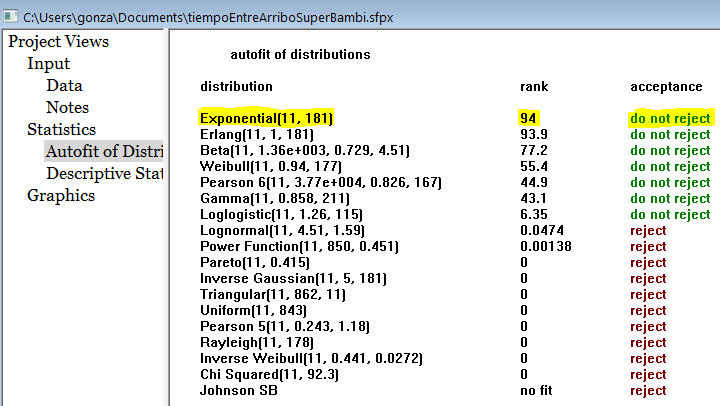 C:\Users\gonza\Documents\tiempoEntreArriboSuperBambi.sfpx
Project Views
Input
Data
Notes
Statistics
Autofit of Distri
Descriptive Stat
Graphics
autofit of distributions
distribution rank acceptance
Exponential(11, 181) 94 do not reject
Erlang(11, 1, 181) 93.9 do not reject
Beta(11, 1.36e+003, 0.729, 4.51) 77.2 do not reject
Weibull(11, 0.94, 177) 55.4 do not reject
Pearson 6(11, 3.77e+004, 0.826, 167) 44.9 do not reject
Gamma(11, 0.858, 211) 43.1 do not reject
Loglogistic(11, 1.26, 115) 6.35 do not reject
Lognormal(11, 4.51, 1.59) 0.0474 reject
Power Function(11, 850, 0.451) 0.00138 reject
Pareto(11, 0.415) 0 reject
Inverse Gaussian(11, 5, 181) 0 reject
Triangular(11, 862, 11) 0 reject
Uniform(11, 843) 0 reject
Pearson 5(11, 0.243, 1.18) 0 reject
Rayleigh(11, 178) 0 reject
Inverse Weibull(11, 0.441, 0.0272) 0 reject
Chi Squared(11, 92.3) 0 reject
Johnson SB no fit reject